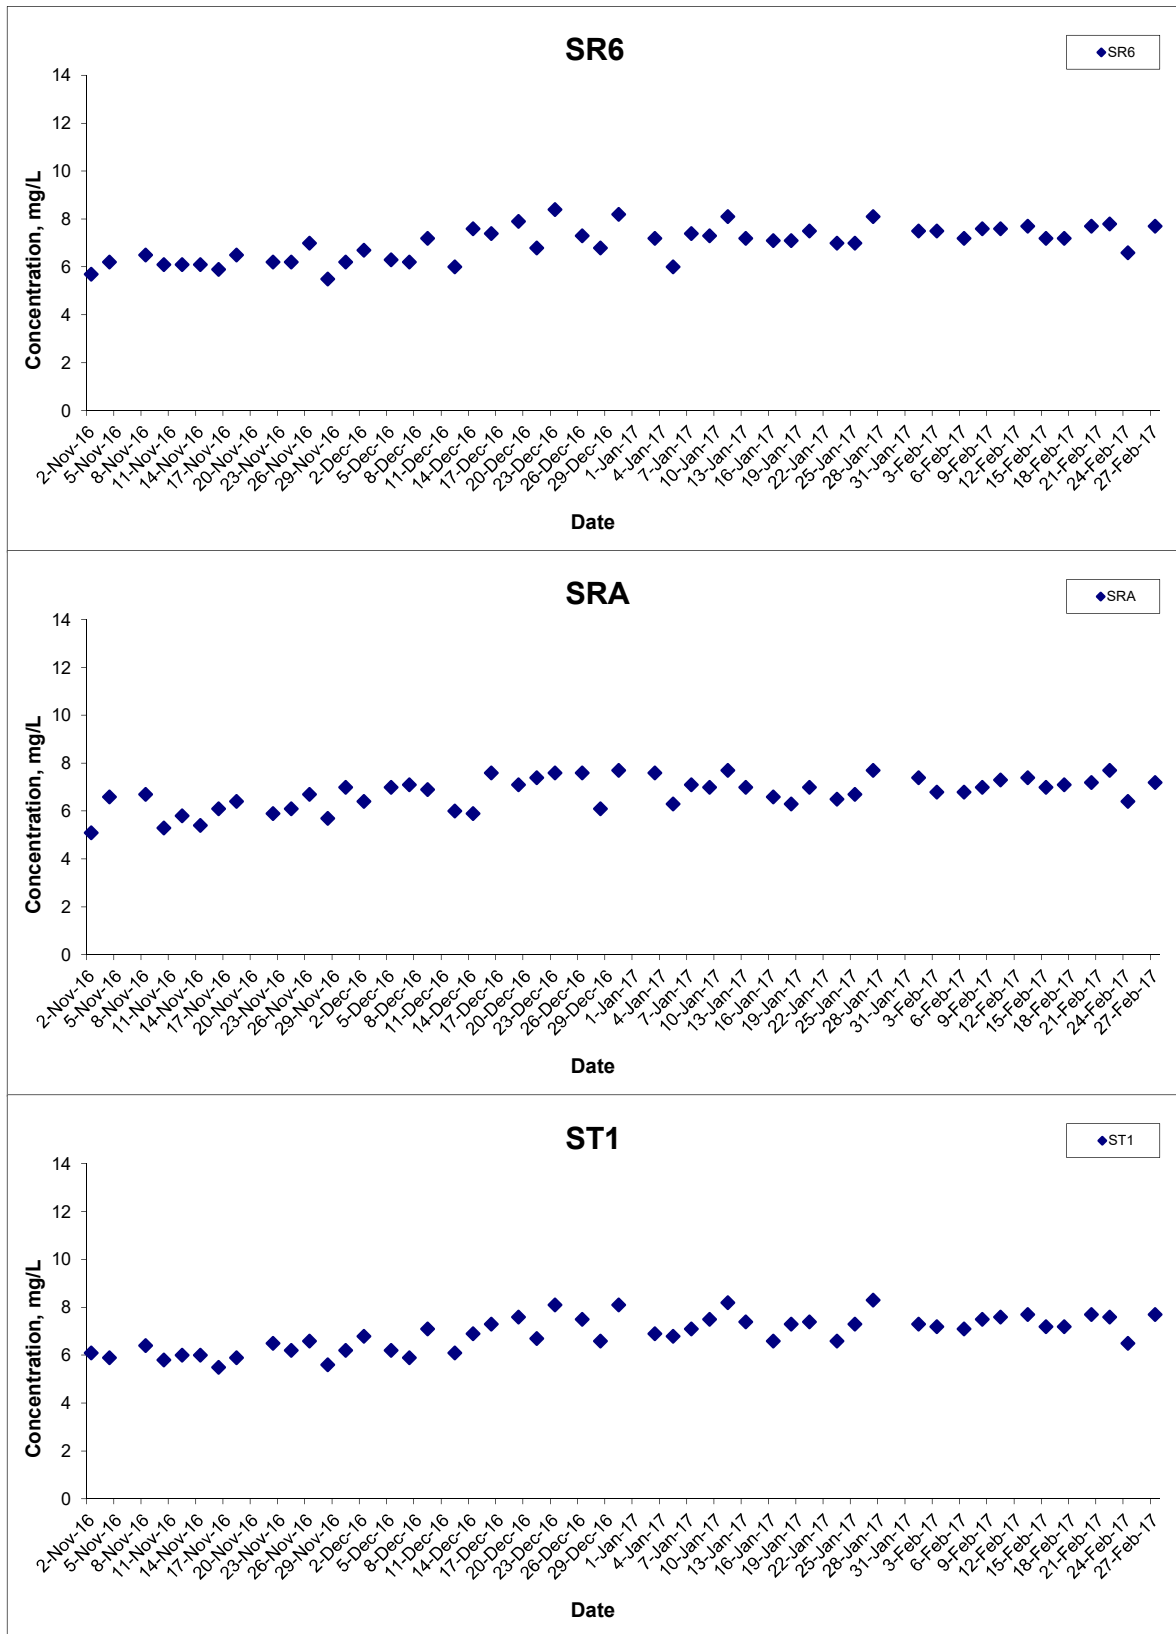 SR6
SR6
14
12
10
8
6
4
2
0
Concentration, mg/L
2-Nov-16
5-Nov-16
8-Nov-16
11-Nov-16
14-Nov-16
17-Nov-16
20-Nov-16
23-Nov-16
26-Nov-16
29-Nov-16
2-Dec-16
5-Dec-16
8-Dec-16
11-Dec-16
14-Dec-16
17-Dec-16
20-Dec-16
23-Dec-16
26-Dec-16
29-Dec-16
1-Jan-17
4-Jan-17
7-Jan-17
10-Jan-17
13-Jan-17
16-Jan-17
19-Jan-17
22-Jan-17
25-Jan-17
28-Jan-17
31-Jan-17
3-Feb-17
6-Feb-17
9-Feb-17
12-Feb-17
15-Feb-17
18-Feb-17
21-Feb-17
24-Feb-17
27-Feb-17
Date
SRA
SRA
14
12
10
8
6
4
2
0
Concentration, mg/L
2-Nov-16
5-Nov-16
8-Nov-16
11-Nov-16
14-Nov-16
17-Nov-16
20-Nov-16
23-Nov-16
26-Nov-16
29-Nov-16
2-Dec-16
5-Dec-16
8-Dec-16
11-Dec-16
14-Dec-16
17-Dec-16
20-Dec-16
23-Dec-16
26-Dec-16
29-Dec-16
1-Jan-17
4-Jan-17
7-Jan-17
10-Jan-17
13-Jan-17
16-Jan-17
19-Jan-17
22-Jan-17
25-Jan-17
28-Jan-17
31-Jan-17
3-Feb-17
6-Feb-17
9-Feb-17
12-Feb-17
15-Feb-17
18-Feb-17
21-Feb-17
24-Feb-17
27-Feb-17
Date
ST1
ST1
14
12
10
8
6
4
2
0
Concentration, mg/L
2-Nov-16
5-Nov-16
8-Nov-16
11-Nov-16
14-Nov-16
17-Nov-16
20-Nov-16
23-Nov-16
26-Nov-16
29-Nov-16
2-Dec-16
5-Dec-16
8-Dec-16
11-Dec-16
14-Dec-16
17-Dec-16
20-Dec-16
23-Dec-16
26-Dec-16
29-Dec-16
1-Jan-17
4-Jan-17
7-Jan-17
10-Jan-17
13-Jan-17
16-Jan-17
19-Jan-17
22-Jan-17
25-Jan-17
28-Jan-17
31-Jan-17
3-Feb-17
6-Feb-17
9-Feb-17
12-Feb-17
15-Feb-17
18-Feb-17
21-Feb-17
24-Feb-17
27-Feb-17
Date